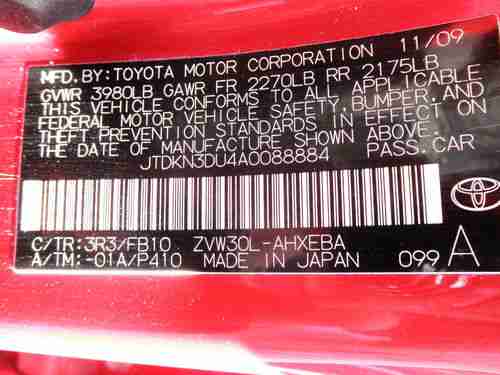 MFD. BY: TOYOTA MOTOR CORPORATION 11/09
GVWR 3980LB GAWR FR 2270LB RR 2175LB
THIS VEHICLE CONFORMS TO ALL APPLICABLE
FEDERAL MOTOR VEHICLE SAFETY, BUMPER, AND
THEFT PREVENTION STANDARDS IN EFFECT ON
THE DATE OF MANUFACTURE SHOWN ABOVE.
JTDKN3DU4A0088884 PASS. CAR
C/TR: 3R3/FB10 ZVW30L-AHXEBA
A/TM: -01A/P410 MADE IN JAPAN 099 A
TOYOTA